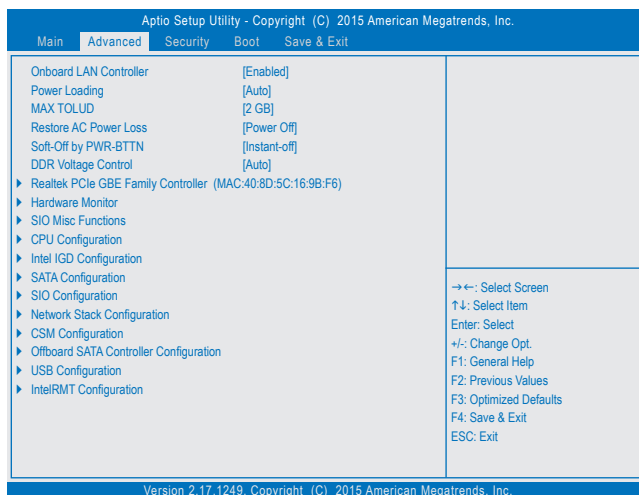 Aptio Setup Utility - Copyright (C) 2015 American Megatrends, Inc.
Main Advanced Security Boot Save & Exit
Onboard LAN Controller [Enabled]
Power Loading [Auto]
MAX TOLUD [2 GB]
Restore AC Power Loss [Power Off]
Soft-Off by PWR-BTTN [Instant-off]
DDR Voltage Control [Auto]
Realtek PCIe GBE Family Controller (MAC:40:8D:5C:16:9B:F6)
Hardware Monitor
SIO Misc Functions
CPU Configuration
Intel IGD Configuration
SATA Configuration
SIO Configuration
Network Stack Configuration
CSM Configuration
Offboard SATA Controller Configuration
USB Configuration
IntelRMT Configuration
→←: Select Screen
↑↓: Select Item
Enter: Select
+/-: Change Opt.
F1: General Help
F2: Previous Values
F3: Optimized Defaults
F4: Save & Exit
ESC: Exit
Version 2.17.1249. Copyright (C) 2015 American Megatrends, Inc.